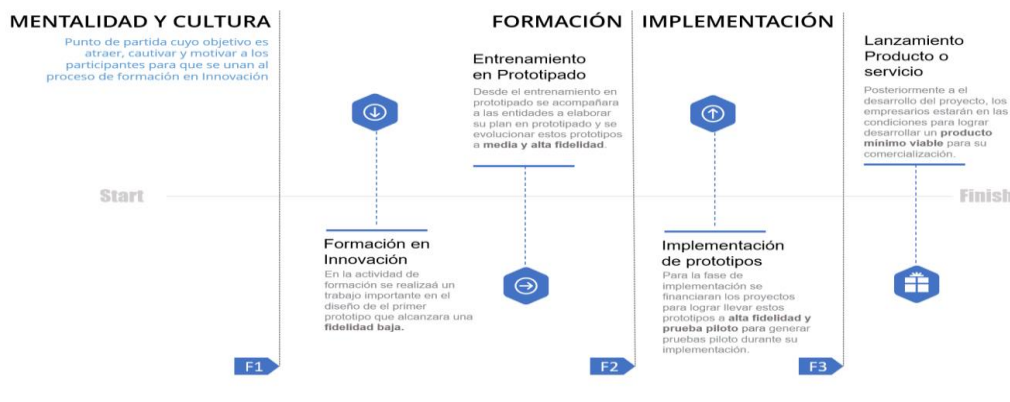 MENTALIDAD Y CULTURA
Punto de partida cuyo objetivo es
atraer, cautivar y motivar a los
participantes para que se unan al
proceso de formación en Innovación
FORMACIÓN
IMPLEMENTACIÓN
Entrenamiento
en Prototipado
Desde el entrenamiento en
prototipado se acompañara
a las entidades a elaborar
su plan en prototipado y se
evolucionar estos prototipos
a media y alta fidelidad.
Lanzamiento
Producto o
servicio
Posteriormente a el
desarrollo del proyecto, los
empresarios estarán en las
condiciones para lograr
desarrollar un producto
mínimo viable para su
comercialización.
Start
Finish
Formación en
Innovación
En la actividad de
formación se realizaá un
trabajo importante en el
diseño de el primer
prototipo que alcanzara una
fidelidad baja.
Implementación
de prototipos
Para la fase de
implementación se
financiaran los proyectos
para lograr llevar estos
prototipos a alta fidelidad y
prueba piloto para generar
pruebas piloto durante su
implementación.
F1
F2
F3